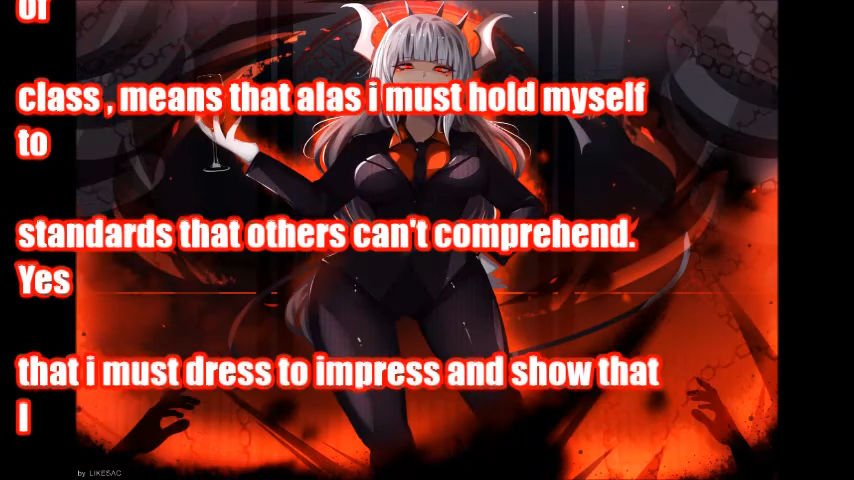 of
class , means that alas i must hold myself
to
standards that others can't comprehend.
Yes
that i must dress to impress and show that
I
by LIKESAC